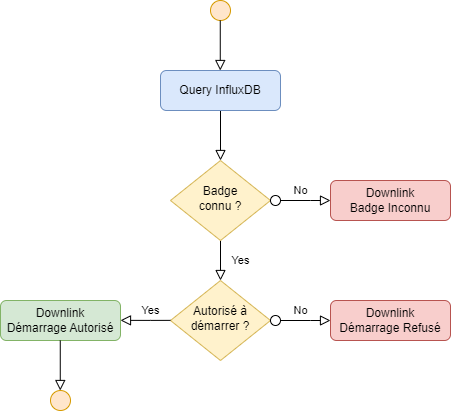 Query InfluxDB
Badge
connu ?
No
Downlink
Badge Inconnu
Yes
Downlink
Démarrage Autorisé
Yes
Autorisé à
démarrer ?
No
Downlink
Démarrage Refusé